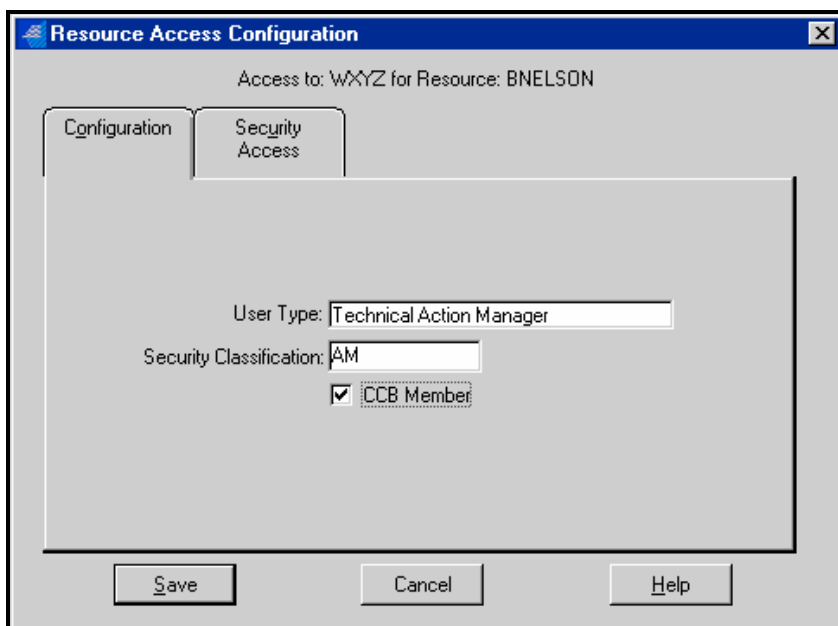 Resource Access Configuration
Access to: WXYZ for Resource: BNELSON
Configuration
Security
Access
User Type: Technical Action Manager
Security Classification: AM
CCB Member
Save Cancel Help